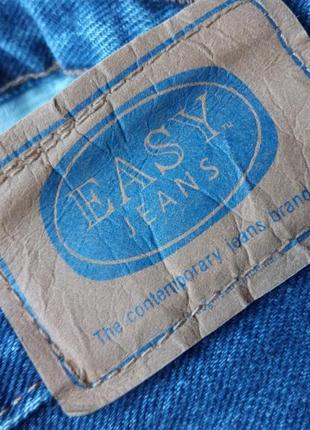 EASY
JEANS
The contemporary jeans brand